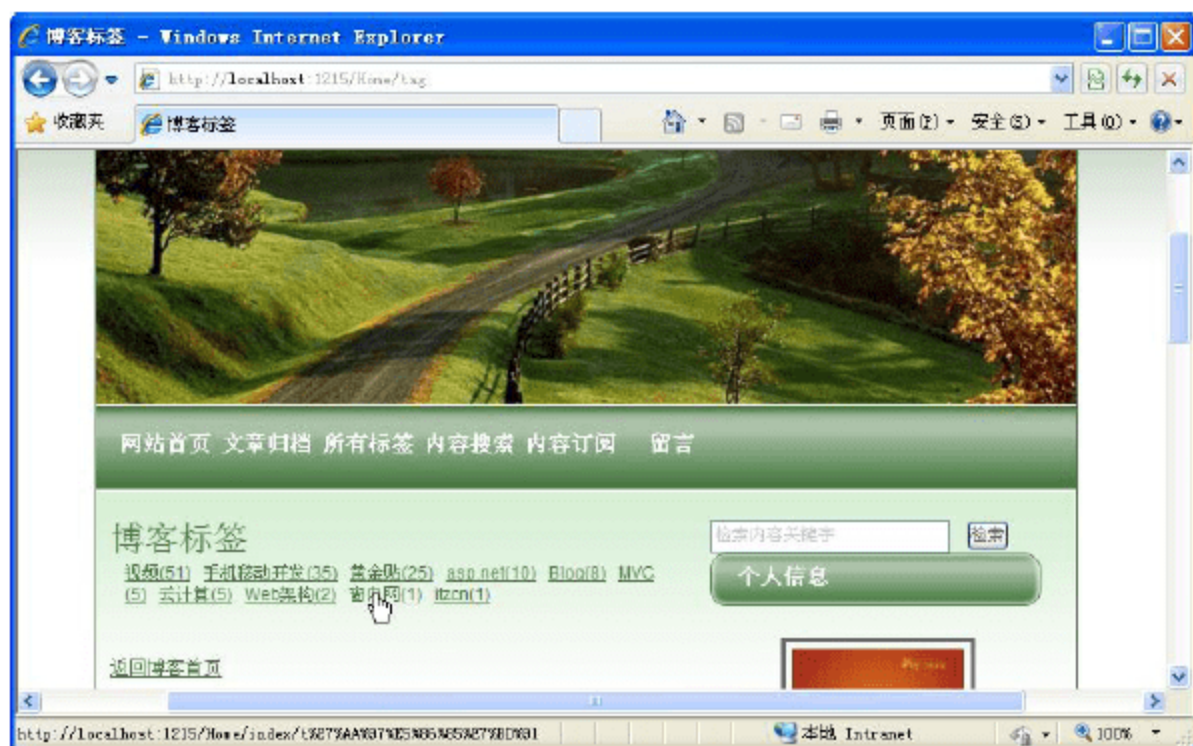 博客标签 - Windows Internet Explorer
http://localhost:1215/Home/tag
收藏夹 博客标签 页面(P) 安全(S) 工具(O)
网站首页 文章归档 所有标签 内容搜索 内容订阅 留言
博客标签
检索内容关键字 检索
视频(51) 手机移动开发(35) 黄金贴(25) asp.net(10) Blog(8) MVC
(5) 云计算(5) Web架构(2) 窗内网(1) itzcn(1)
个人信息
返回博客首页
http://localhost:1215/Home/index/t%E7%AA%97%E5%86%85%E7%BD%91 本地 Intranet 100%